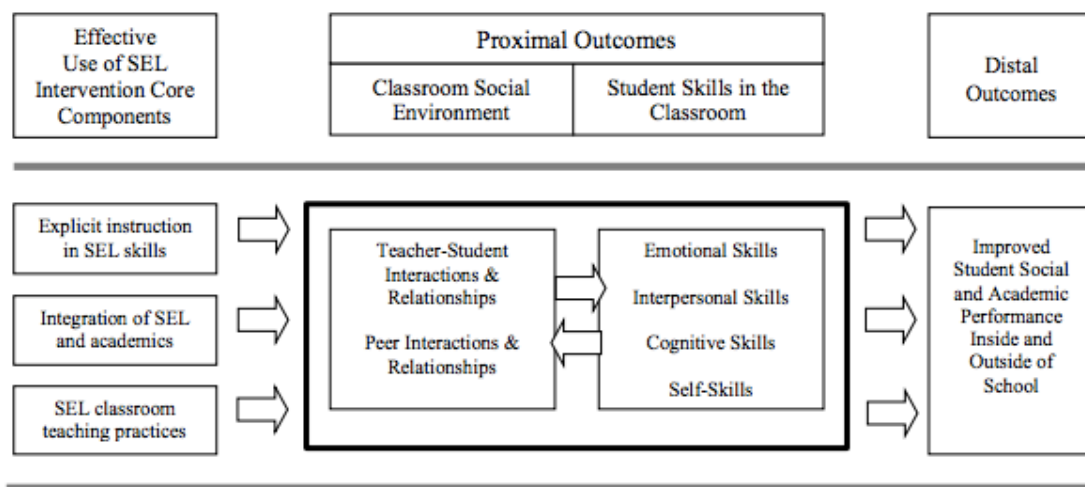 Effective
Use of SEL
Intervention Core
Components
Proximal Outcomes
Classroom Social
Environment
Student Skills in the
Classroom
Distal
Outcomes
Explicit instruction
in SEL skills
Integration of SEL
and academics
SEL classroom
teaching practices
Teacher-Student
Interactions &
Relationships
Peer Interactions &
Relationships
Emotional Skills
Interpersonal Skills
Cognitive Skills
Self-Skills
Improved
Student Social
and Academic
Performance
Inside and
Outside of
School